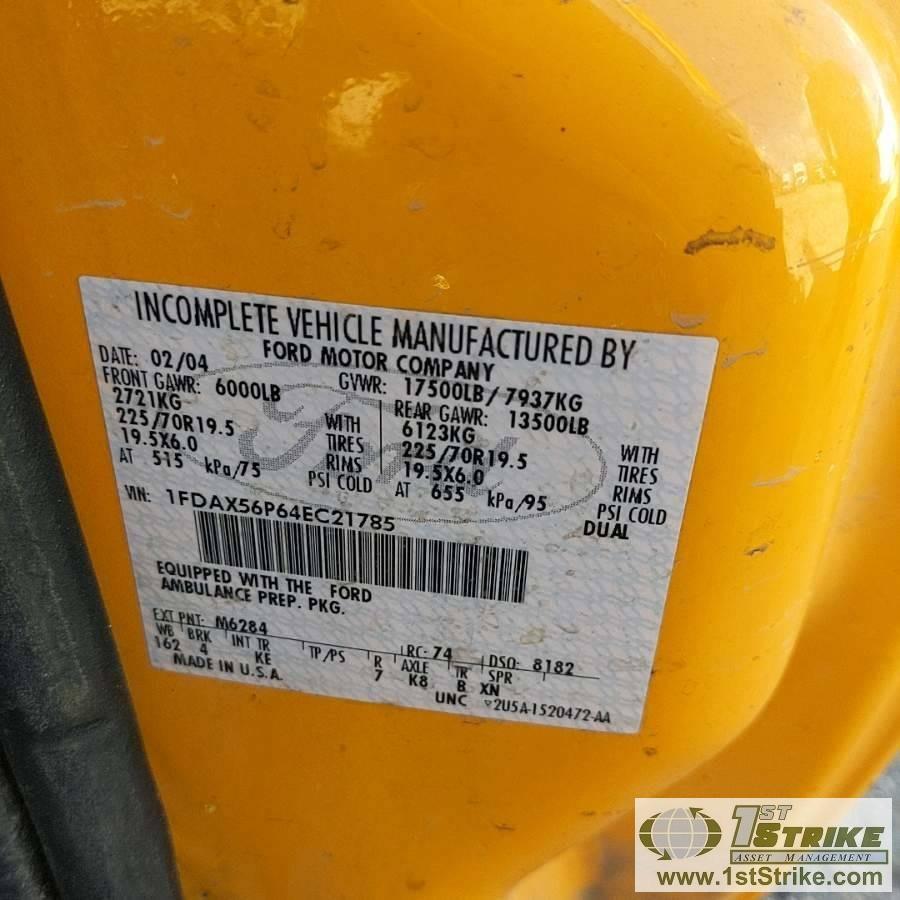 INCOMPLETE VEHICLE MANUFACTURED BY
FORD MOTOR COMPANY
DATE: 02/04 GVWR: 17500LB / 7937KG
FRONT GAWR: 6000LB REAR GAWR: 13500LB
2721KG WITH 6123KG WITH
225/70R19.5 TIRES 225/70R19.5 TIRES
19.5X6.0 RIMS 19.5X6.0 RIMS
AT 515 kPa/75 PSI COLD AT 655 kPa/95 PSI COLD
DUAL
VIN: 1FDAX56P64EC21785
Ford
EQUIPPED WITH THE FORD
AMBULANCE PREP. PKG.
EXT PNT: M6284 RC: 74 DSO: 8182
WB BRK INT TR TP/PS R AXLE TR SPR
162 4 KE 7 K8 B XN
MADE IN U.S.A. UNC 2U5A-1520472-AA
1ST STRIKE
ASSET MANAGEMENT
www.1stStrike.com